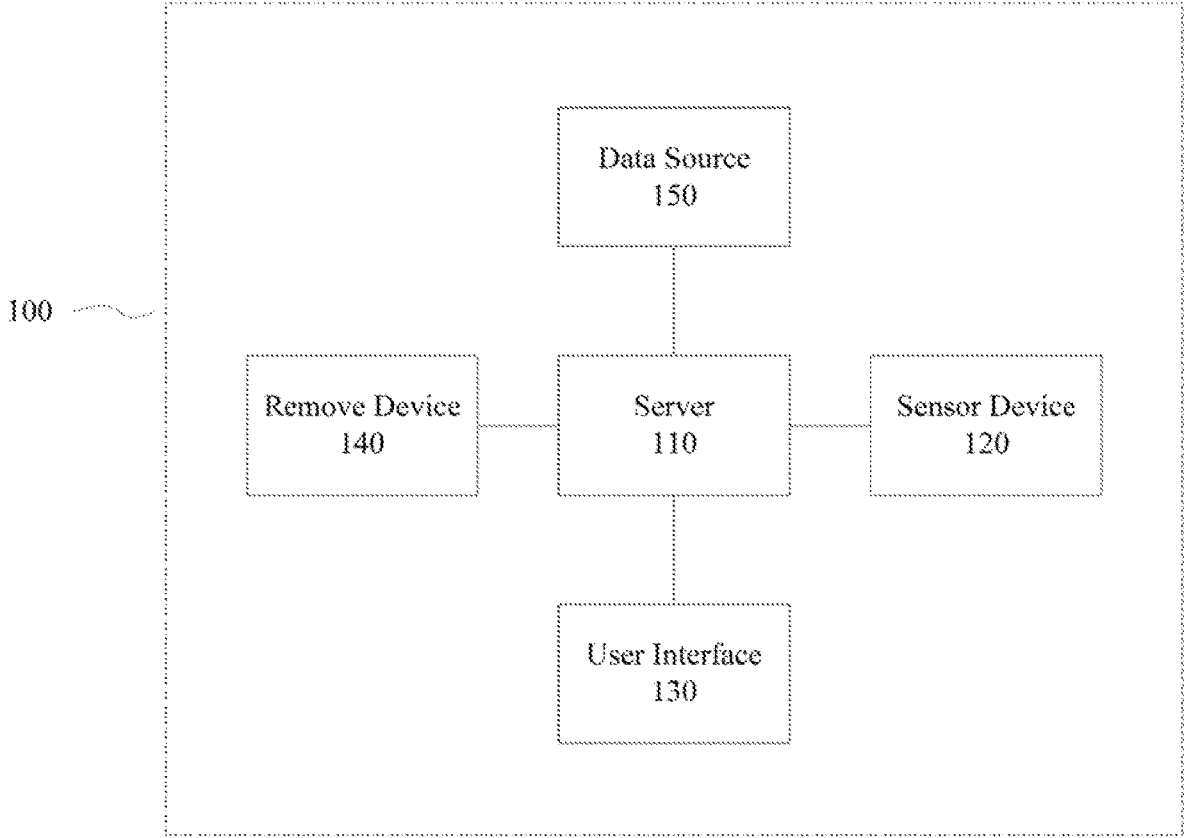 Data Source
150
100
Remove Device
140
Server
110
Sensor Device
120
User Interface
130